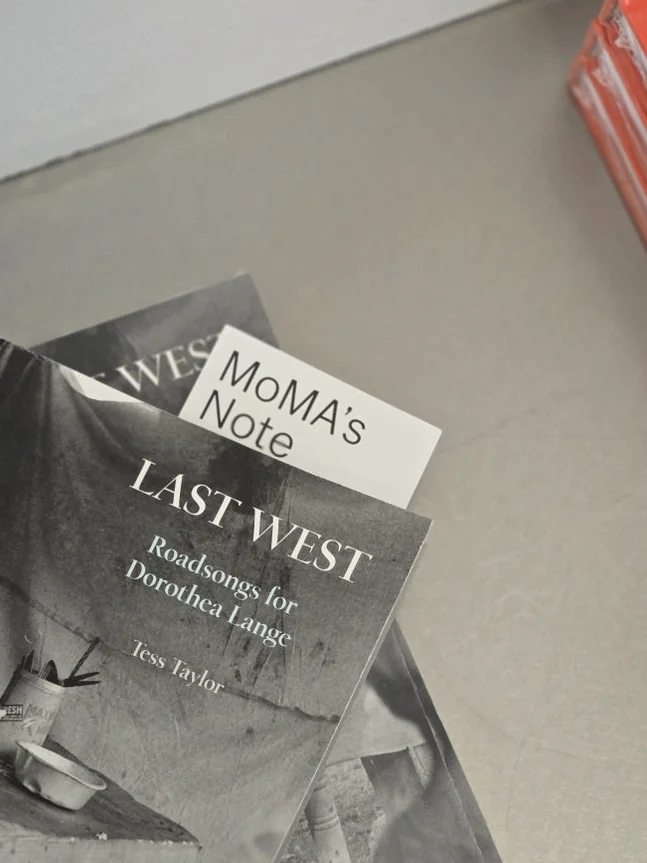 WEST
MoMA's
Note
LAST WEST
Roadsongs for
Dorothea Lange
Tess Taylor